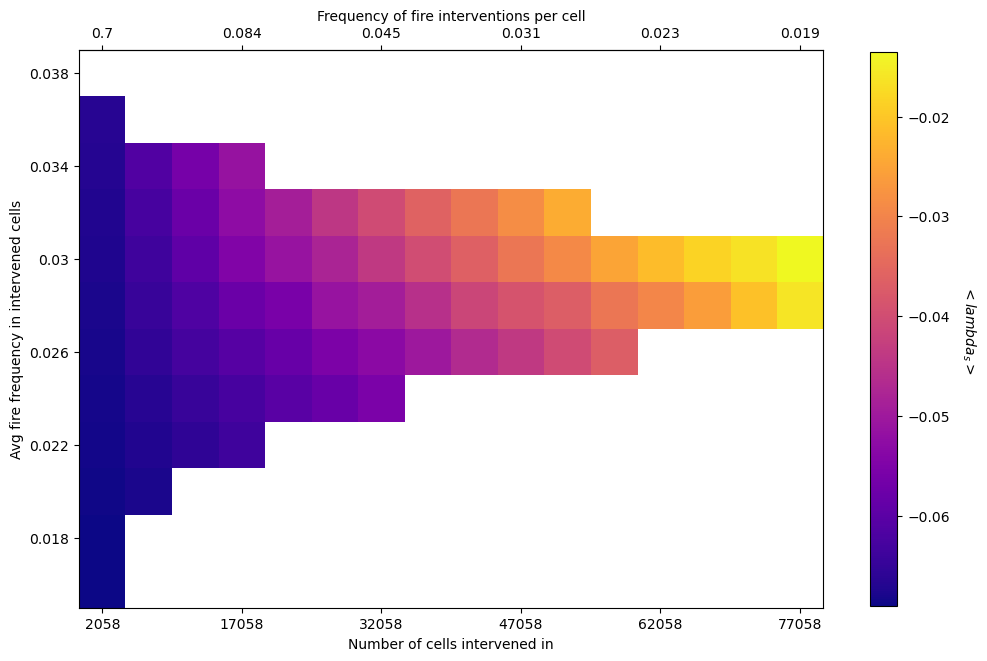 Frequency of fire interventions per cell
0.7 0.084 0.045 0.031 0.023 0.019
Avg fire frequency in intervened cells
0.038
0.034
0.03
0.026
0.022
0.018
2058 17058 32058 47058 62058 77058
Number of cells intervened in
−0.02
−0.03
−0.04
−0.05
−0.06
< lambda_s >